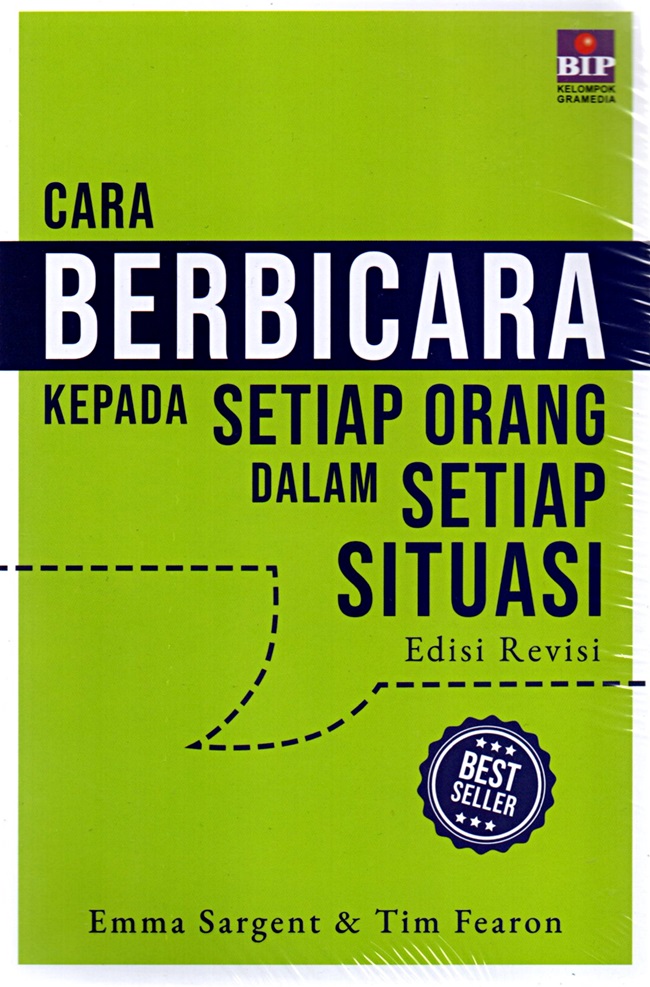 BIP
KELOMPOK
GRAMEDIA
CARA
BERBICARA
KEPADA SETIAP ORANG
DALAM SETIAP
SITUASI
Edisi Revisi
BEST
SELLER
Emma Sargent & Tim Fearon